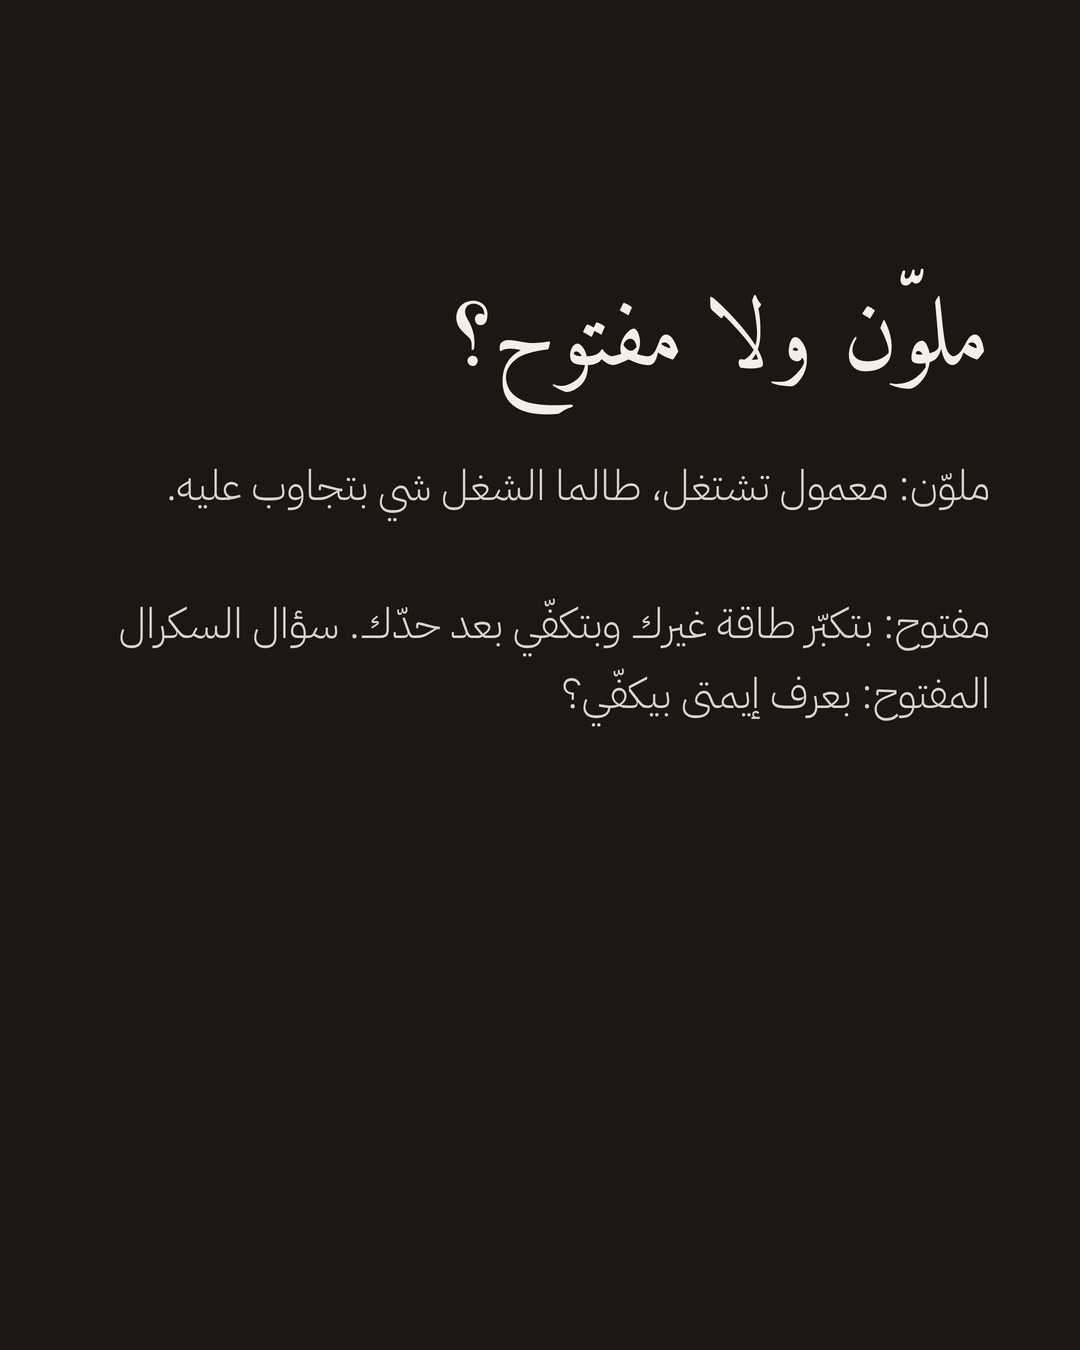 ملوّن ولا مفتوح؟
ملوّن: معمول تشتغل، طالما الشغل شي بتجاوب عليه.
مفتوح: بتكبّر طاقة غيرك وبتكفّي بعد حدّك. سؤال السكرال
المفتوح: بعرف إيمتى بيكفّي؟